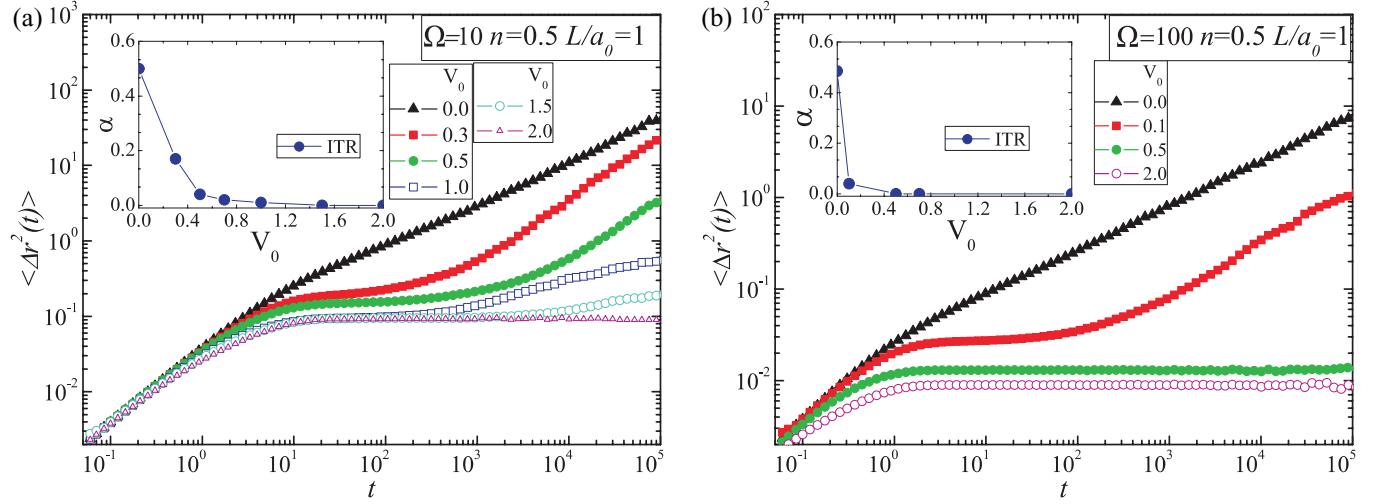 (a)
Ω=10 n=0.5 L/a₀=1
0.6
0.4
0.2
0.0
α
ITR
0.0 0.4 0.8 1.2 1.6 2.0
V₀
V₀
0.0
0.3
0.5
1.0
V₀
1.5
2.0
<Δr²(t)>
10³
10²
10¹
10⁰
10⁻¹
10⁻²
10⁻¹ 10⁰ 10¹ 10² 10³ 10⁴ 10⁵
t
(b)
Ω=100 n=0.5 L/a₀=1
0.6
0.4
0.2
0.0
α
ITR
0.0 0.4 0.8 1.2 1.6 2.0
V₀
V₀
0.0
0.1
0.5
2.0
<Δr²(t)>
10²
10¹
10⁰
10⁻¹
10⁻²
10⁻¹ 10⁰ 10¹ 10² 10³ 10⁴ 10⁵
t